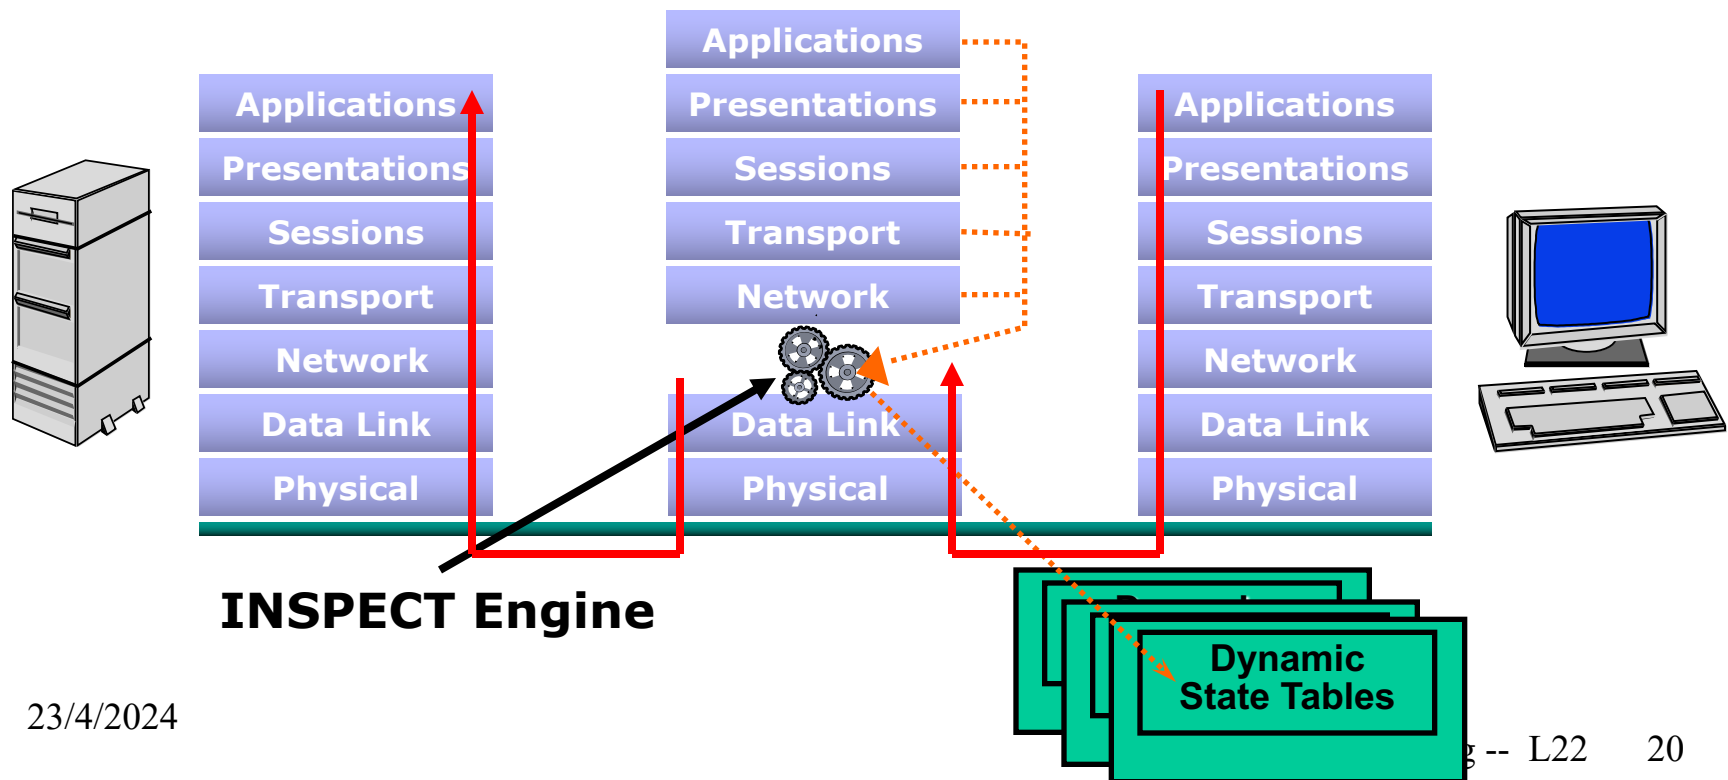 Applications
Presentations
Sessions
Transport
Network
Data Link
Physical
Applications
Presentations
Sessions
Transport
Network
Data Link
Physical
Applications
Presentations
Sessions
Transport
Network
Data Link
Physical
INSPECT Engine
Dynamic
State Tables
23/4/2024
-- L22
20